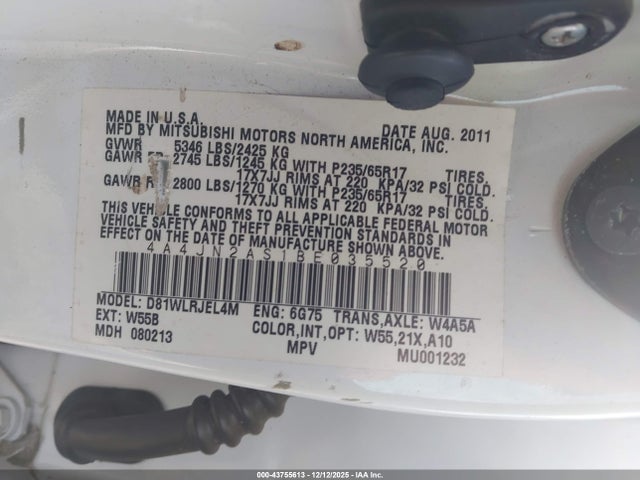 MADE IN U.S.A. DATE AUG. 2011
MFD BY MITSUBISHI MOTORS NORTH AMERICA, INC.
GVWR 5346 LBS/2425 KG
GAWR FR 2745 LBS/1245 KG WITH P235/65R17 TIRES,
17X7JJ RIMS AT 220 KPA/32 PSI COLD.
GAWR R 2800 LBS/1270 KG WITH P235/65R17 TIRES,
17X7JJ RIMS AT 220 KPA/32 PSI COLD.
THIS VEHICLE CONFORMS TO ALL APPLICABLE FEDERAL MOTOR
VEHICLE SAFETY AND THEFT PREVENTION STANDARDS IN
EFFECT ON THE DATE OF MANUFACTURE SHOWN ABOVE.
4A4JN2AS1BE035520
MODEL: D81WLRJEL4M ENG: 6G75 TRANS,AXLE: W4A5A
EXT: W55B COLOR,INT,OPT: W55,21X,A10
MDH 080213 MPV MU001232
000-43755613 - 12/12/2025 - IAA Inc.